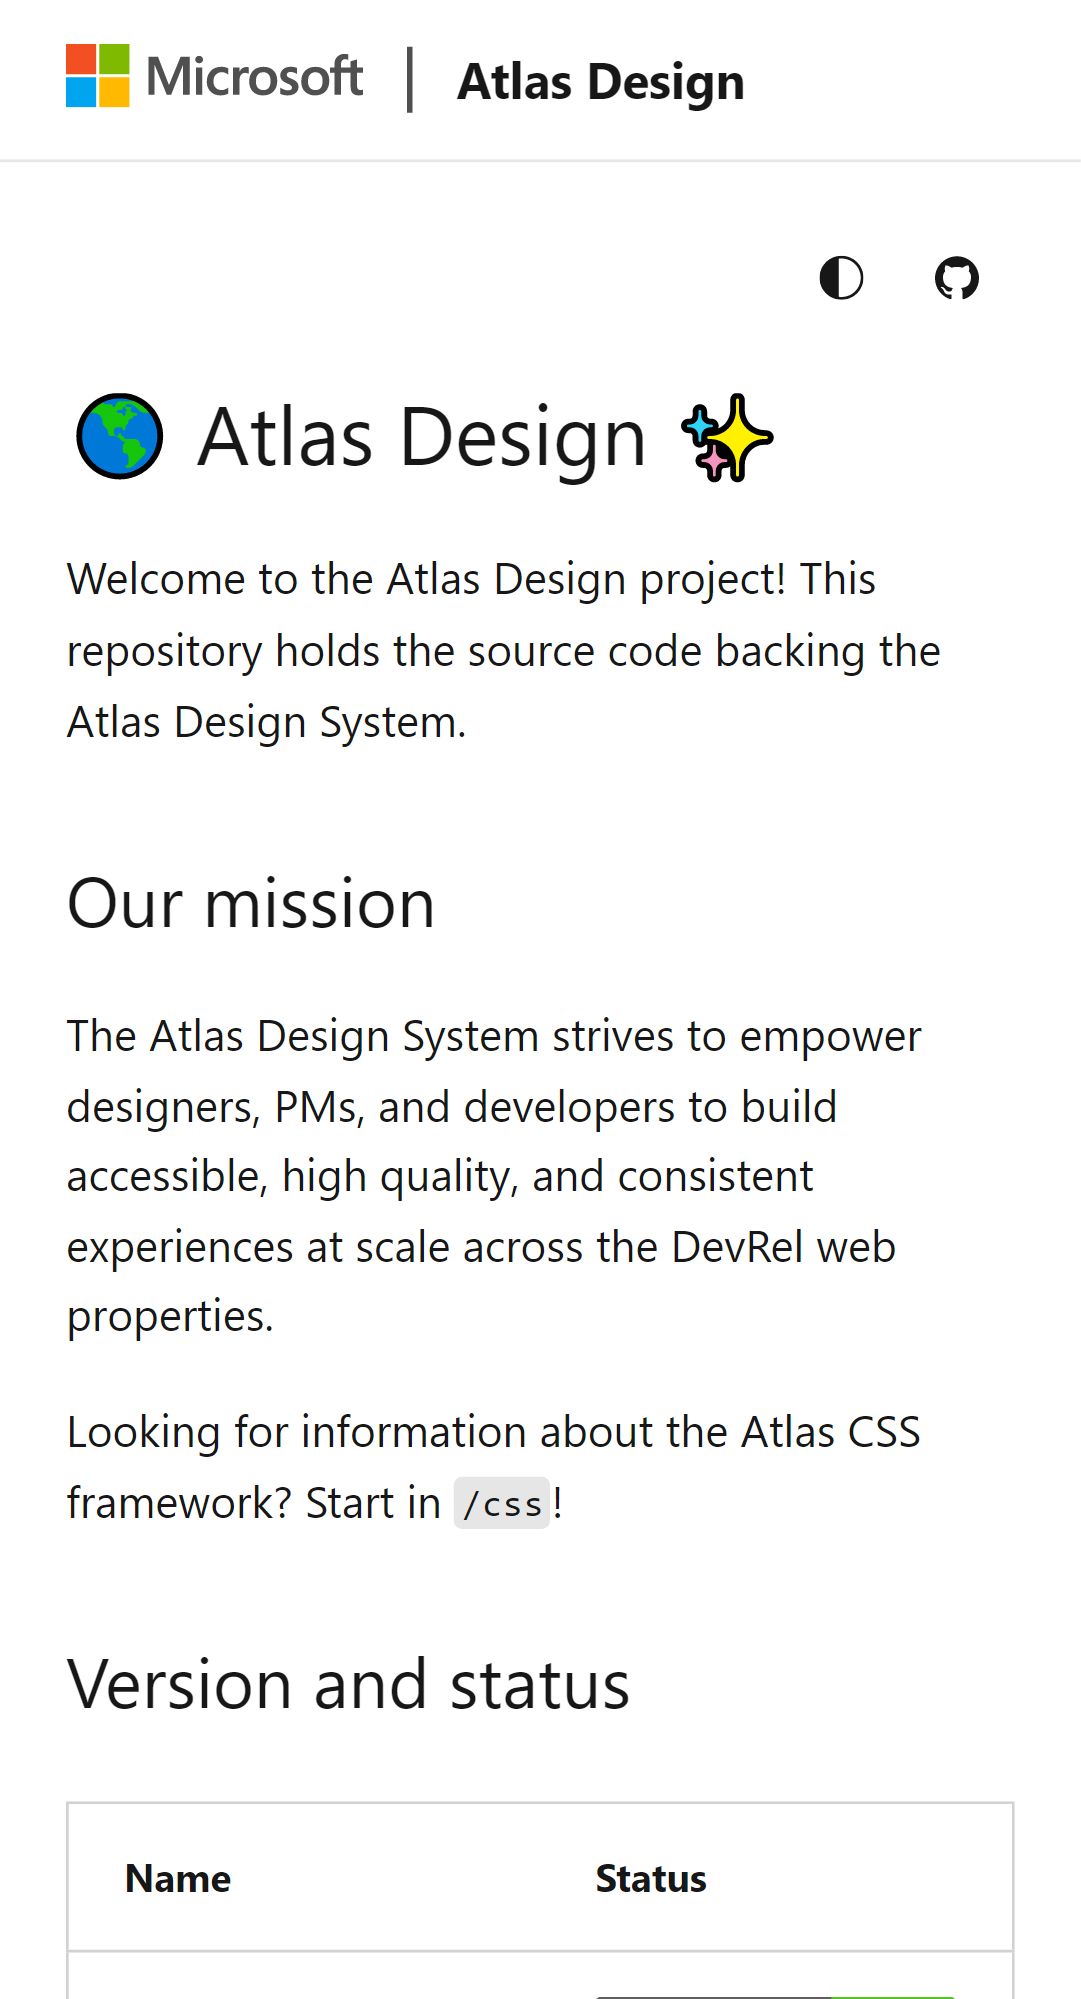 Microsoft | Atlas Design
🌎 Atlas Design ✨
Welcome to the Atlas Design project! This
repository holds the source code backing the
Atlas Design System.
Our mission
The Atlas Design System strives to empower
designers, PMs, and developers to build
accessible, high quality, and consistent
experiences at scale across the DevRel web
properties.
Looking for information about the Atlas CSS
framework? Start in /css!
Version and status
Name Status